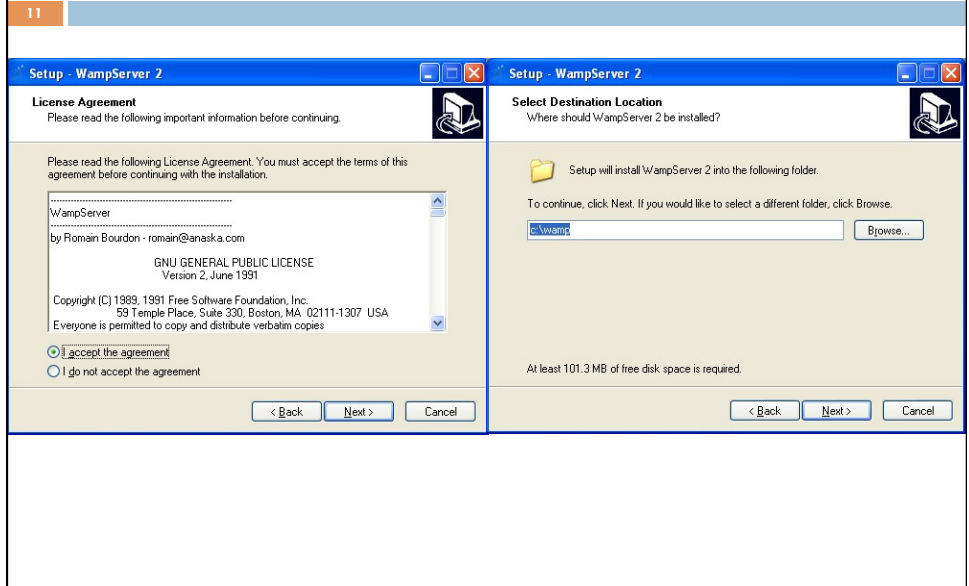 11
Setup - WampServer 2
License Agreement
Please read the following important information before continuing.
Please read the following License Agreement. You must accept the terms of this
agreement before continuing with the installation.
------------------------------------------------------------
WampServer
------------------------------------------------------------
by Romain Bourdon - romain@anaska.com
GNU GENERAL PUBLIC LICENSE
Version 2, June 1991
Copyright (C) 1989, 1991 Free Software Foundation, Inc.
59 Temple Place, Suite 330, Boston, MA  02111-1307  USA
Everyone is permitted to copy and distribute verbatim copies
I accept the agreement
I do not accept the agreement
< Back
Next >
Cancel
Setup - WampServer 2
Select Destination Location
Where should WampServer 2 be installed?
Setup will install WampServer 2 into the following folder.
To continue, click Next. If you would like to select a different folder, click Browse.
c:\wamp
Browse...
At least 101.3 MB of free disk space is required.
< Back
Next >
Cancel